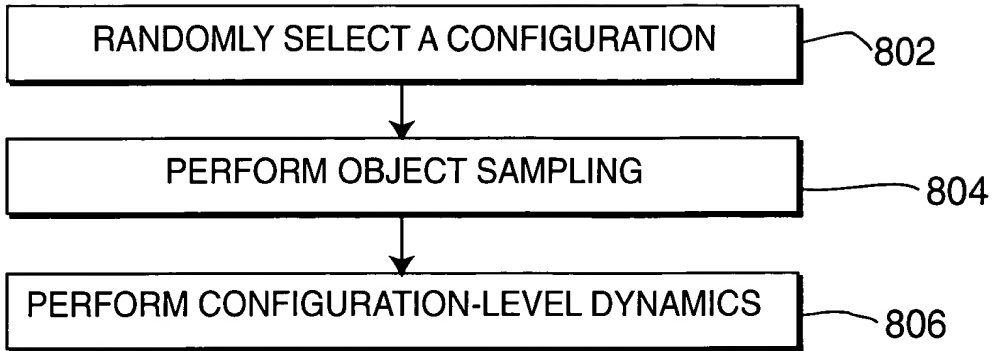 RANDOMLY SELECT A CONFIGURATION
802
PERFORM OBJECT SAMPLING
804
PERFORM CONFIGURATION-LEVEL DYNAMICS
806